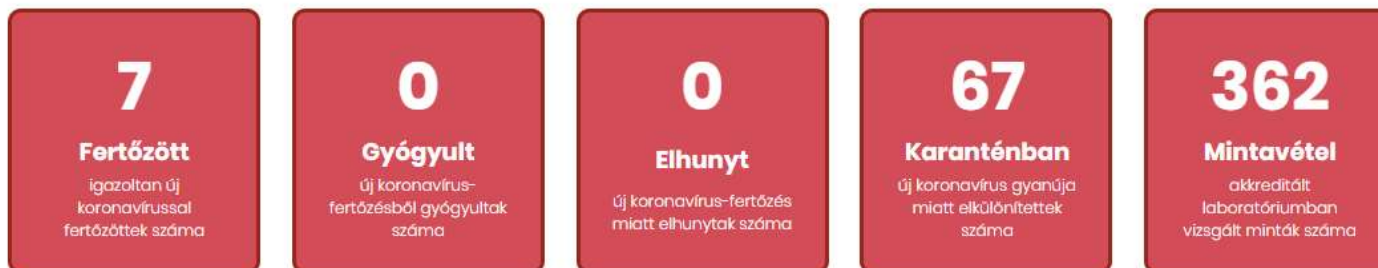 7
Fertőzött
igazoltan új
koronavírussal
fertőzöttek száma
0
Gyógyult
új koronavírus-
fertőzésből gyógyultak
száma
0
Elhunyt
új koronavírus-fertőzés
miatt elhunytak száma
67
Karanténban
új koronavírus gyanúja
miatt elkülönítettek
száma
362
Mintavétel
akkreditált
laboratóriumban
vizsgált minták száma